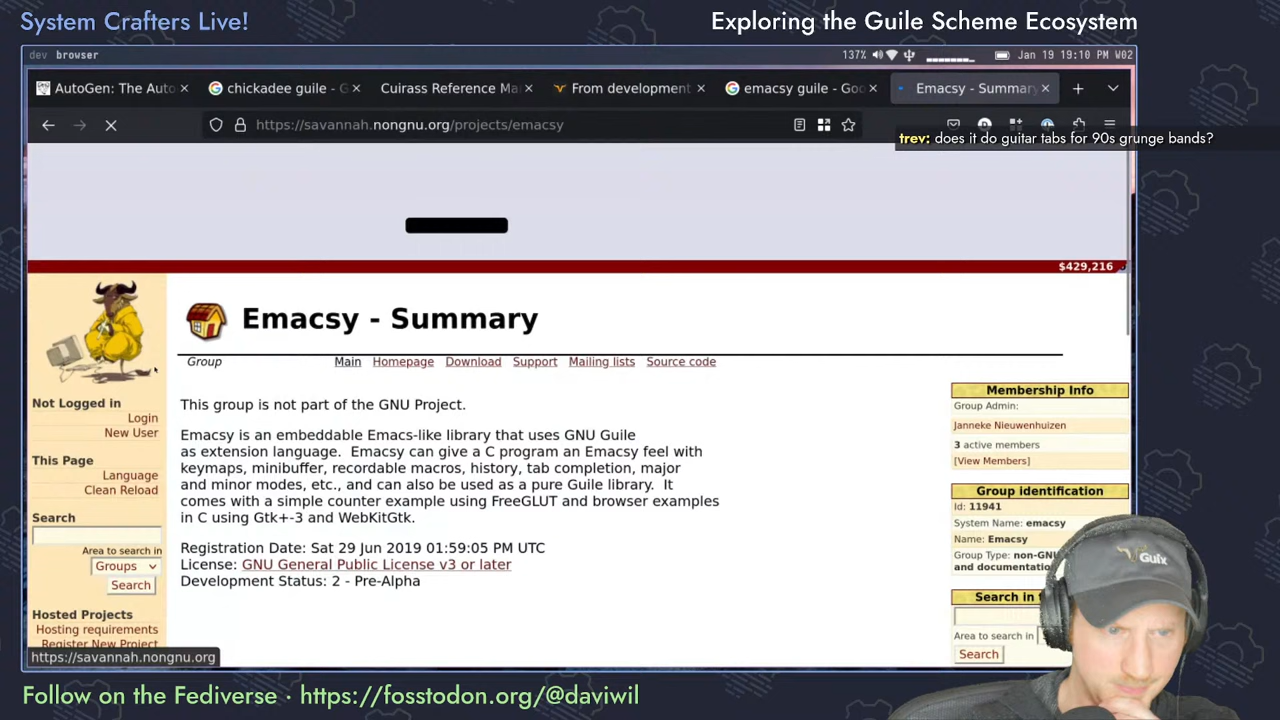 System Crafters Live!
Exploring the Guile Scheme Ecosystem
dev browser
137%
Jan 19 19:10 PM W02
AutoGen: The Auto
chickadee guile - G
Cuirass Reference Ma
From development
emacsy guile - Goo
Emacsy - Summary
https://savannah.nongnu.org/projects/emacsy
trev: does it do guitar tabs for 90s grunge bands?
$429,216
Emacsy - Summary
Group
Main
Homepage
Download
Support
Mailing lists
Source code
Not Logged in
Login
New User
This Page
Language
Clean Reload
Search
Area to search in
Groups
Search
Hosted Projects
Hosting requirements
Register New Project
https://savannah.nongnu.org
This group is not part of the GNU Project.
Emacsy is an embeddable Emacs-like library that uses GNU Guile
as extension language. Emacsy can give a C program an Emacsy feel with
keymaps, minibuffer, recordable macros, history, tab completion, major
and minor modes, etc., and can also be used as a pure Guile library. It
comes with a simple counter example using FreeGLUT and browser examples
in C using Gtk+-3 and WebKitGtk.
Registration Date: Sat 29 Jun 2019 01:59:05 PM UTC
License: GNU General Public License v3 or later
Development Status: 2 - Pre-Alpha
Membership Info
Group Admin:
Janneke Nieuwenhuizen
3 active members
[View Members]
Group identification
Id: 11941
System Name: emacsy
Name: Emacsy
Group Type: non-GNU
and documentation
Search in
Area to search in
Search
Guix
Follow on the Fediverse · https://fosstodon.org/@daviwil